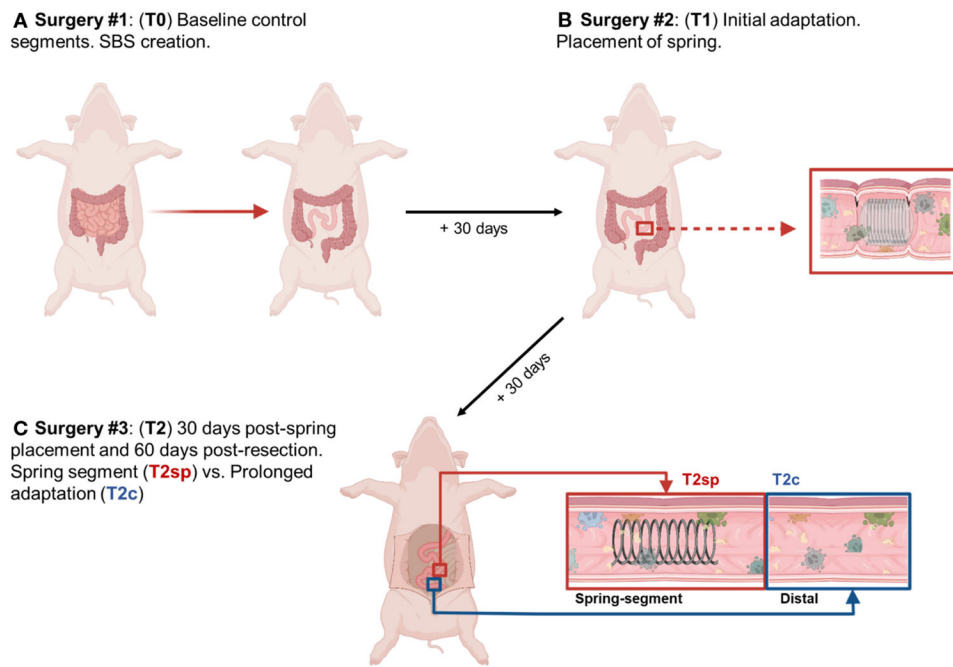 A Surgery #1: (T0) Baseline control
segments. SBS creation.
B Surgery #2: (T1) Initial adaptation.
Placement of spring.
+ 30 days
+ 30 days
C Surgery #3: (T2) 30 days post-spring
placement and 60 days post-resection.
Spring segment (T2sp) vs. Prolonged
adaptation (T2c)
T2sp
T2c
Spring-segment
Distal